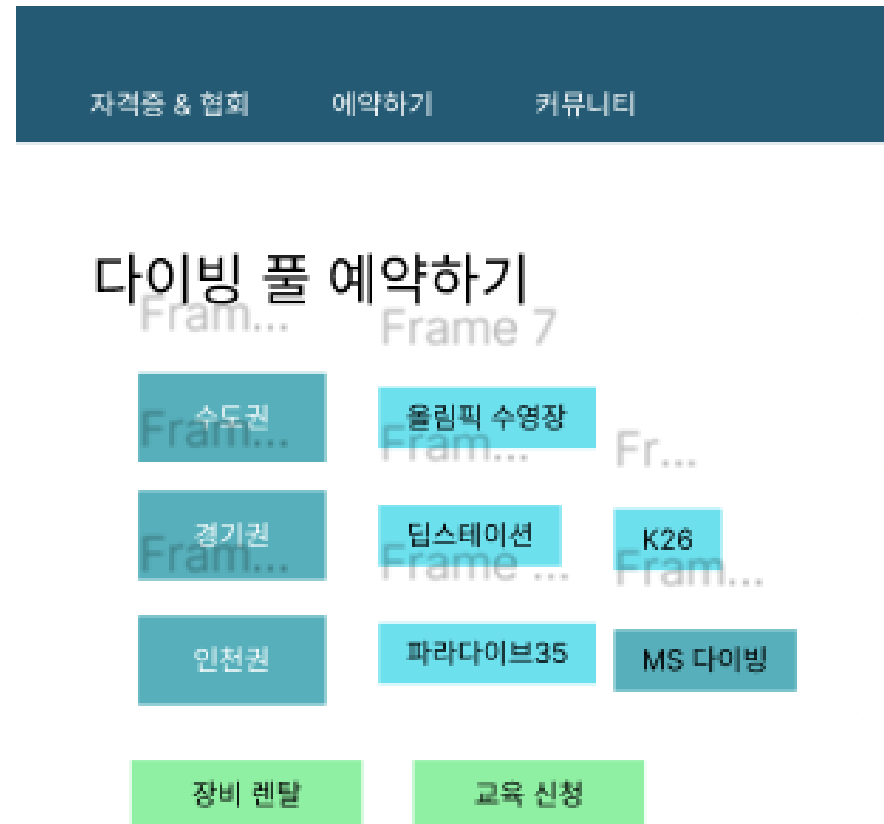 자격증 & 협회 에약하기 커뮤니티
다이빙 풀 예약하기
Fram... Frame 7
수도권 올림픽 수영장
Fram... Fram... Fr...
경기권 딥스테이션 K26
Fram... Frame ... Fram...
인천권 파라다이브35 MS 다이빙
장비 렌탈 교육 신청